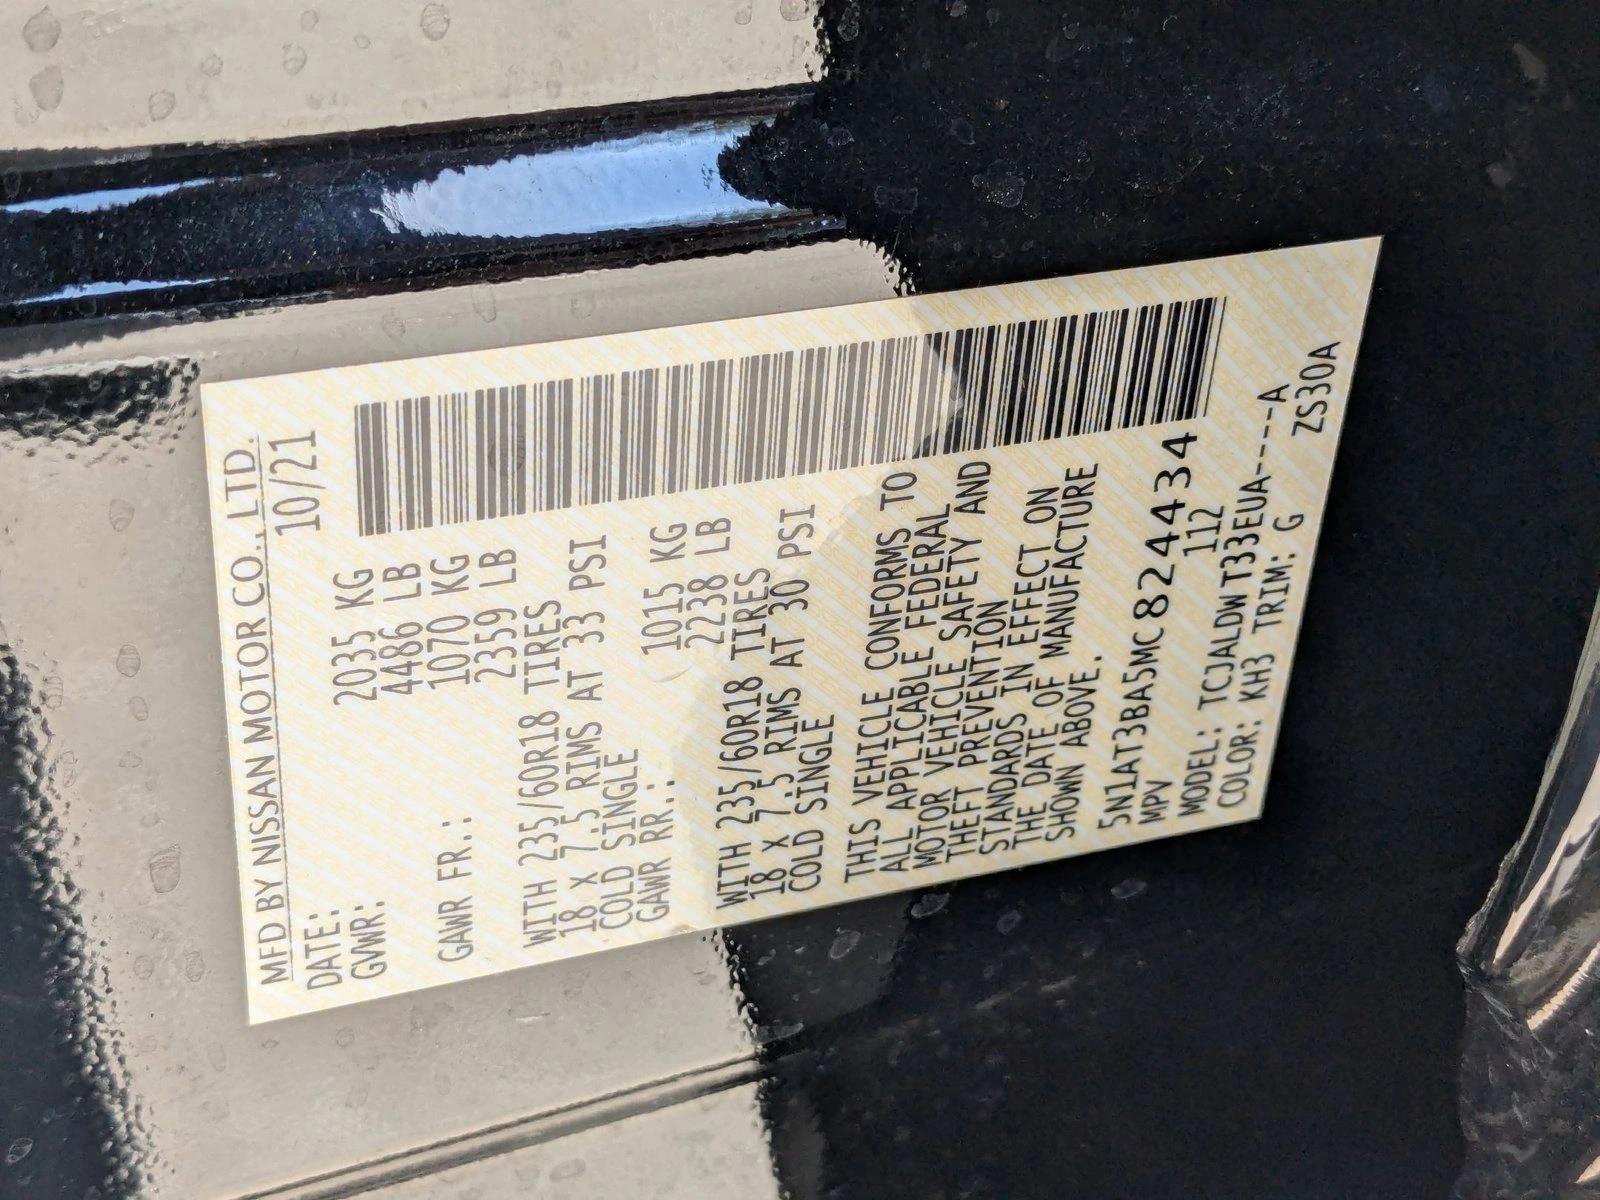 MFD BY NISSAN MOTOR CO., LTD.
DATE: 10/21
GVWR: 2035 KG
4486 LB
GAWR FR.: 1070 KG
2359 LB
WITH 235/60R18 TIRES
18 X 7.5 RIMS AT 33 PSI
COLD SINGLE
GAWR RR.: 1015 KG
2238 LB
WITH 235/60R18 TIRES
18 X 7.5 RIMS AT 30 PSI
COLD SINGLE
THIS VEHICLE CONFORMS TO
ALL APPLICABLE FEDERAL
MOTOR VEHICLE SAFETY AND
THEFT PREVENTION
STANDARDS IN EFFECT ON
THE DATE OF MANUFACTURE
SHOWN ABOVE.
5N1AT3BA5MC824434
MPV 112
MODEL: TCJALDWT33EUA----A
COLOR: KH3 TRIM: G ZS30A